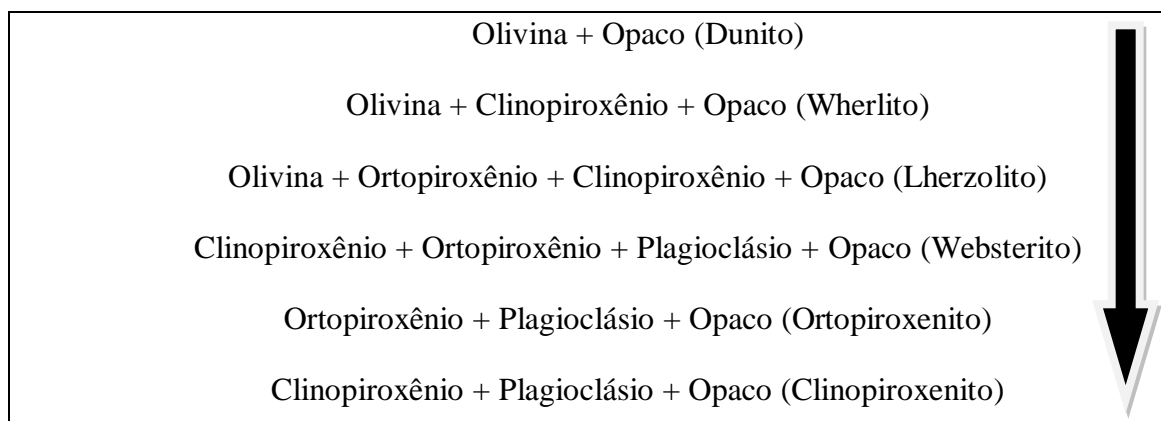 Olivina + Opaco (Dunito)
Olivina + Clinopiroxênio + Opaco (Wherlito)
Olivina + Ortopiroxênio + Clinopiroxênio + Opaco (Lherzolito)
Clinopiroxênio + Ortopiroxênio + Plagioclásio + Opaco (Websterito)
Ortopiroxênio + Plagioclásio + Opaco (Ortopiroxenito)
Clinopiroxênio + Plagioclásio + Opaco (Clinopiroxenito)